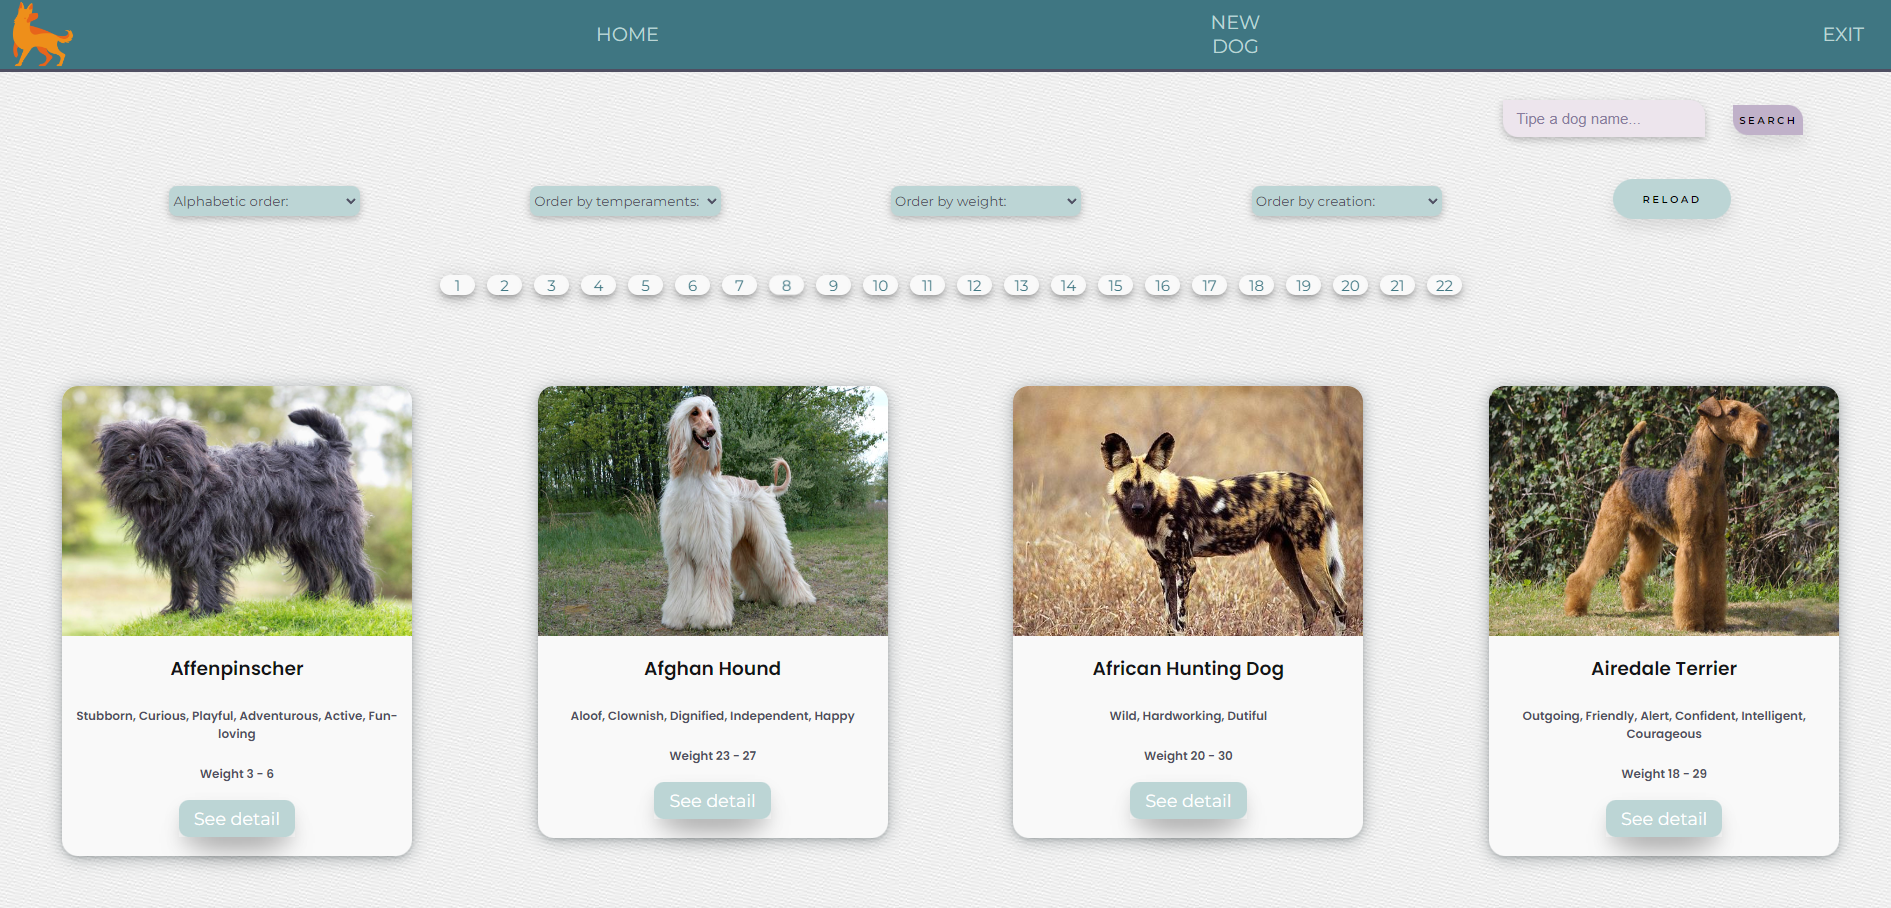 HOME
NEW
DOG
EXIT
Tipe a dog name...
SEARCH
Alphabetic order:
Order by temperaments:
Order by weight:
Order by creation:
RELOAD
1 2 3 4 5 6 7 8 9 10 11 12 13 14 15 16 17 18 19 20 21 22
Affenpinscher
Stubborn, Curious, Playful, Adventurous, Active, Fun-
loving
Weight 3 - 6
See detail
Afghan Hound
Aloof, Clownish, Dignified, Independent, Happy
Weight 23 - 27
See detail
African Hunting Dog
Wild, Hardworking, Dutiful
Weight 20 - 30
See detail
Airedale Terrier
Outgoing, Friendly, Alert, Confident, Intelligent,
Courageous
Weight 18 - 29
See detail